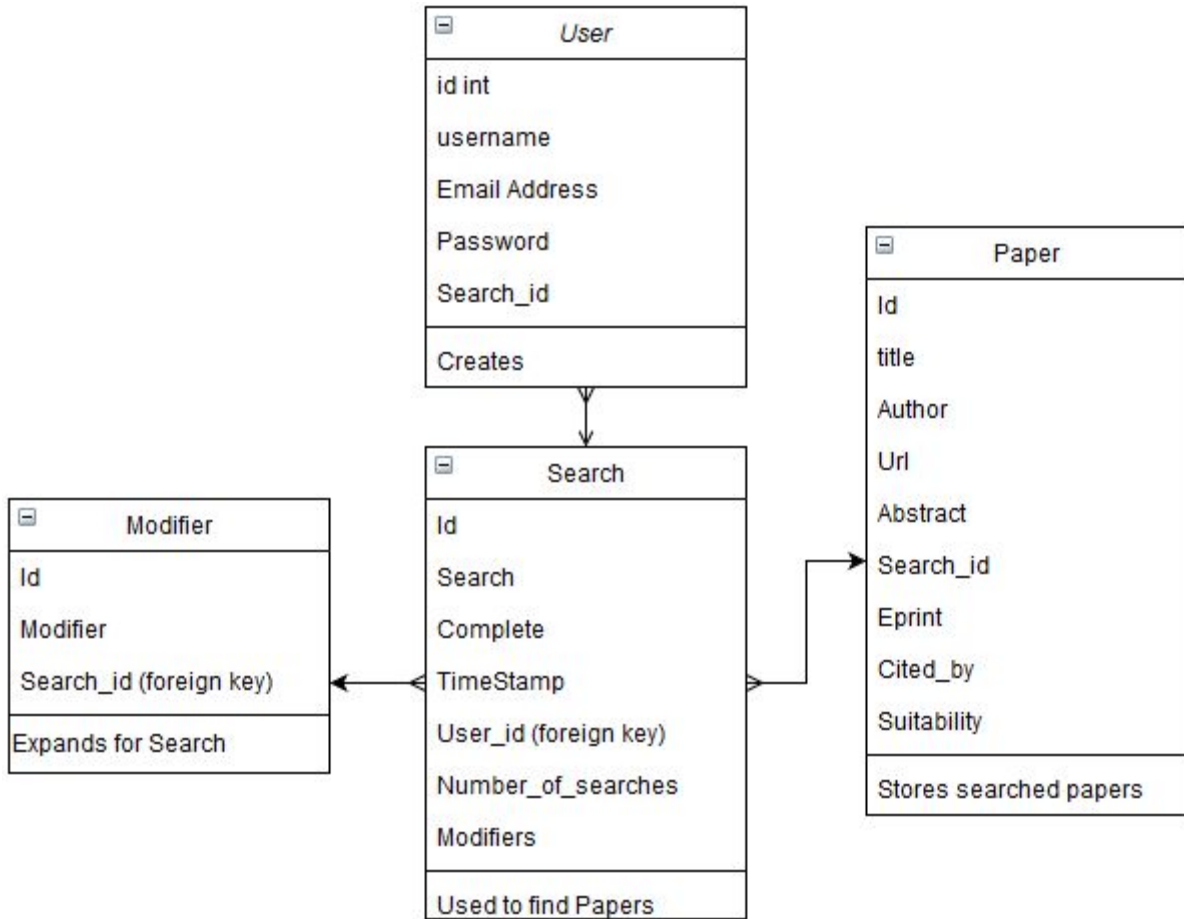 User
id int
username
Email Address
Password
Search_id
Creates
Paper
Id
title
Author
Url
Abstract
Search_id
Eprint
Cited_by
Suitability
Stores searched papers
Search
Id
Search
Complete
TimeStamp
User_id (foreign key)
Number_of_searches
Modifiers
Used to find Papers
Modifier
Id
Modifier
Search_id (foreign key)
Expands for Search